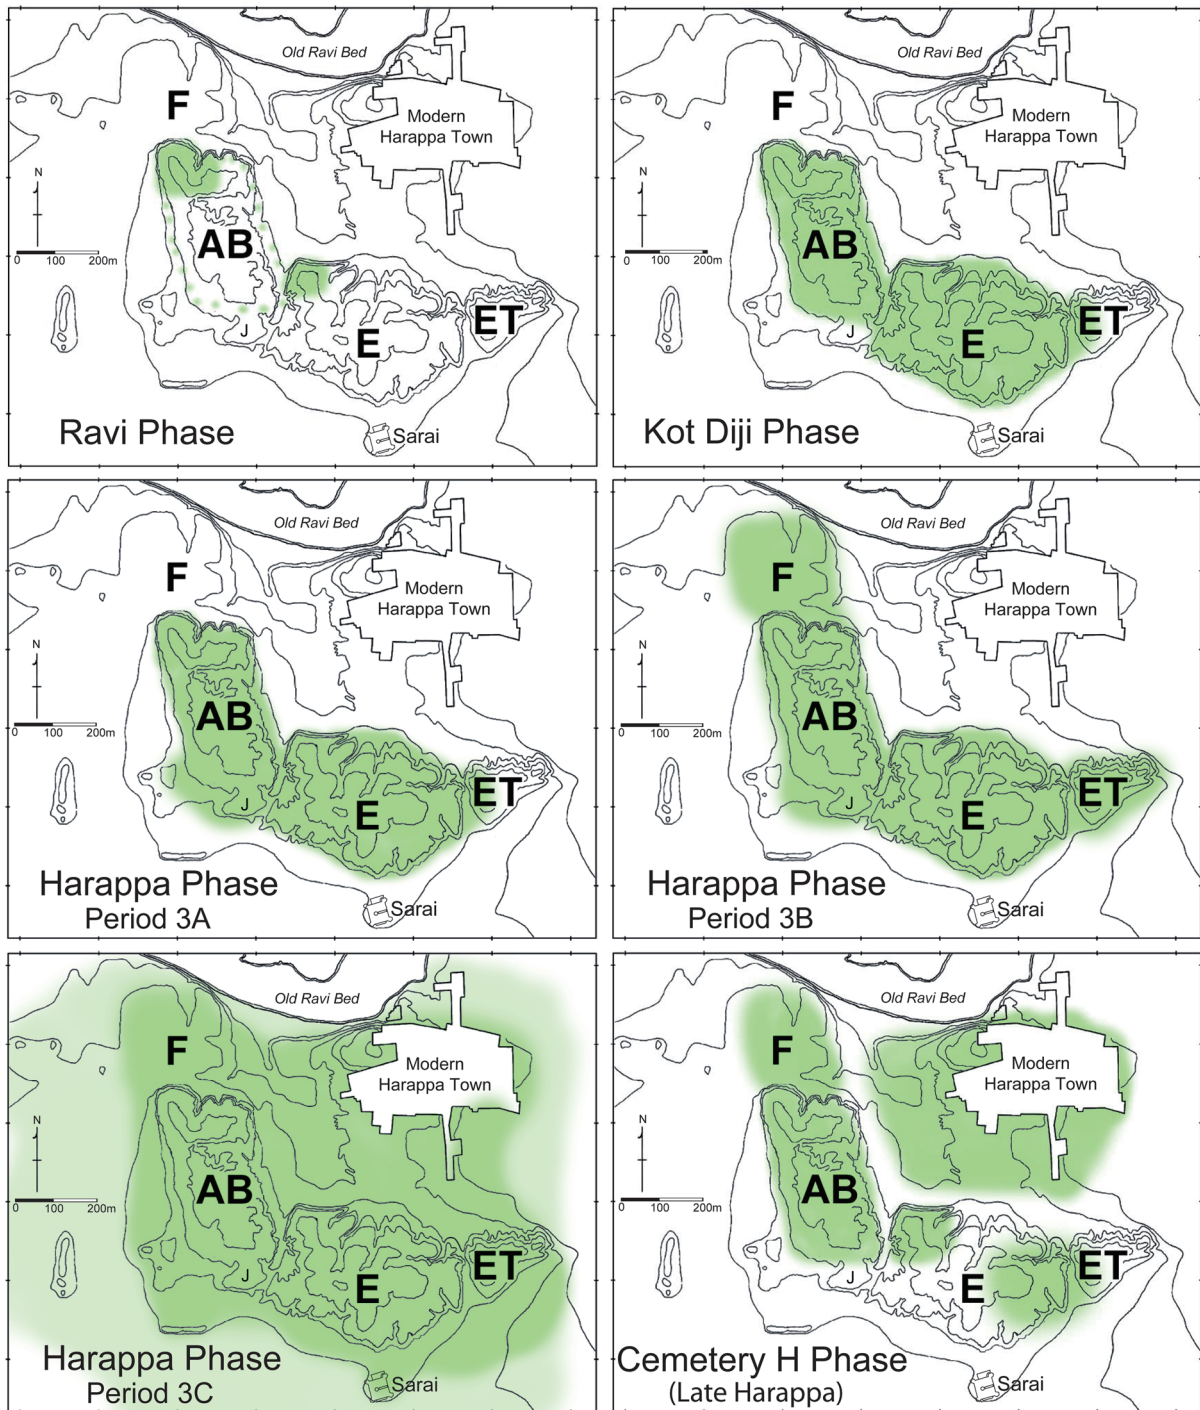 Old Ravi Bed
F
Modern
Harappa Town
N
AB
0 100 200m
ET
J
E
Ravi Phase
Sarai
Old Ravi Bed
F
Modern
Harappa Town
N
AB
0 100 200m
ET
J
E
Kot Diji Phase
Sarai
Old Ravi Bed
F
Modern
Harappa Town
N
AB
0 100 200m
ET
J
E
Harappa Phase
Period 3A
Sarai
Old Ravi Bed
F
Modern
Harappa Town
N
AB
0 100 200m
ET
J
E
Harappa Phase
Period 3B
Sarai
Old Ravi Bed
F
Modern
Harappa Town
N
AB
0 100 200m
ET
J
E
Harappa Phase
Period 3C
Sarai
Old Ravi Bed
F
Modern
Harappa Town
N
AB
0 100 200m
ET
J
E
Cemetery H Phase
(Late Harappa)
Sarai